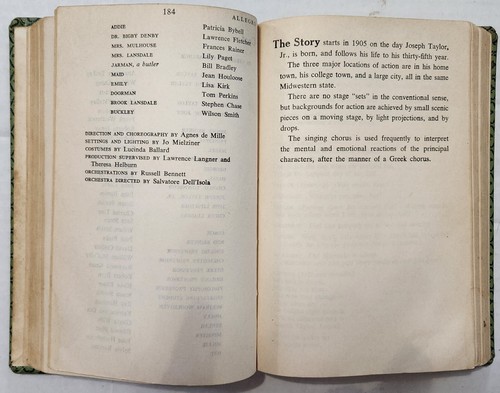 184
ALLEG
ADDIE Patricia Bybell
DR. BIGBY DENBY Lawrence Fletcher
MRS. MULHOUSE Frances Rainer
MRS. LANSDALE Lily Paget
JARMAN, a butler Bill Bradley
MAID Jean Houloose
EMILY Lisa Kirk
DOORMAN Tom Perkins
BROOK LANSDALE Stephen Chase
BUCKLEY Wilson Smith
DIRECTION AND CHOREOGRAPHY BY Agnes de Mille
SETTINGS AND LIGHTING BY Jo Mielziner
COSTUMES BY Lucinda Ballard
PRODUCTION SUPERVISED BY Lawrence Langner and
Theresa Helburn
ORCHESTRATIONS BY Russell Bennett
ORCHESTRA DIRECTED BY Salvatore Dell'Isola
The Story starts in 1905 on the day Joseph Taylor,
Jr., is born, and follows his life to his thirty-fifth year.
The three major locations of action are in his home
town, his college town, and a large city, all in the same
Midwestern state.
There are no stage "sets" in the conventional sense,
but backgrounds for action are achieved by small scenic
pieces on a moving stage, by light projections, and by
drops.
The singing chorus is used frequently to interpret
the mental and emotional reactions of the principal
characters, after the manner of a Greek chorus.